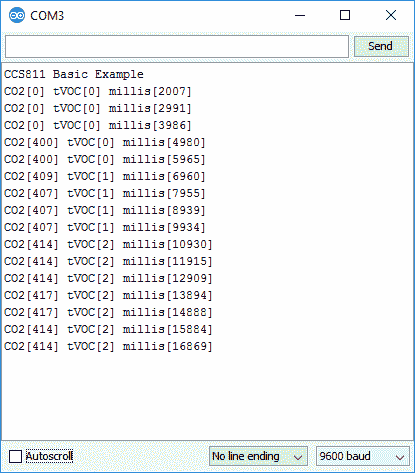 COM3
Send
CCS811 Basic Example
CO2[0] tVOC[0] millis[2007]
CO2[0] tVOC[0] millis[2991]
CO2[0] tVOC[0] millis[3986]
CO2[400] tVOC[0] millis[4980]
CO2[400] tVOC[0] millis[5965]
CO2[409] tVOC[1] millis[6960]
CO2[407] tVOC[1] millis[7955]
CO2[407] tVOC[1] millis[8939]
CO2[407] tVOC[1] millis[9934]
CO2[414] tVOC[2] millis[10930]
CO2[414] tVOC[2] millis[11915]
CO2[414] tVOC[2] millis[12909]
CO2[417] tVOC[2] millis[13894]
CO2[417] tVOC[2] millis[14888]
CO2[414] tVOC[2] millis[15884]
CO2[414] tVOC[2] millis[16869]
Autoscroll No line ending 9600 baud